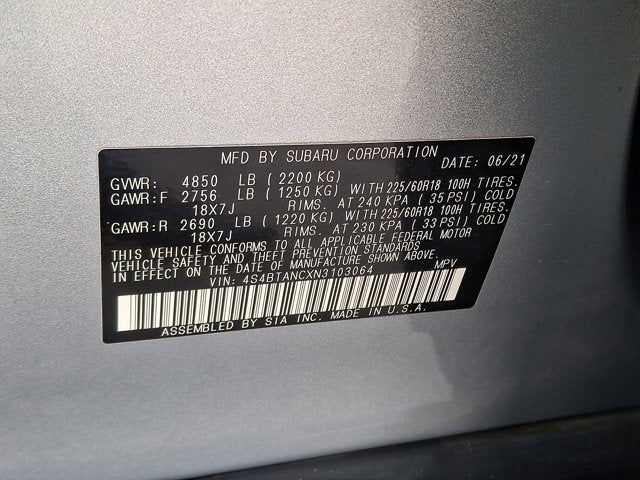 MFD BY SUBARU CORPORATION DATE: 06/21
GVWR: 4850 LB ( 2200 KG)
GAWR:F 2756 LB ( 1250 KG) WITH 225/60R18 100H TIRES.
18X7J RIMS. AT 240 KPA ( 35 PSI) COLD
GAWR:R 2690 LB ( 1220 KG) WITH 225/60R18 100H TIRES.
18X7J RIMS. AT 230 KPA ( 33 PSI) COLD
THIS VEHICLE CONFORMS TO ALL APPLICABLE FEDERAL MOTOR
VEHICLE SAFETY AND THEFT PREVENTION STANDARDS
IN EFFECT ON THE DATE OF MANUFACTURE SHOWN ABOVE.
VIN: 4S4BTANCXN3103064 MPV
ASSEMBLED BY SIA INC. MADE IN U.S.A.